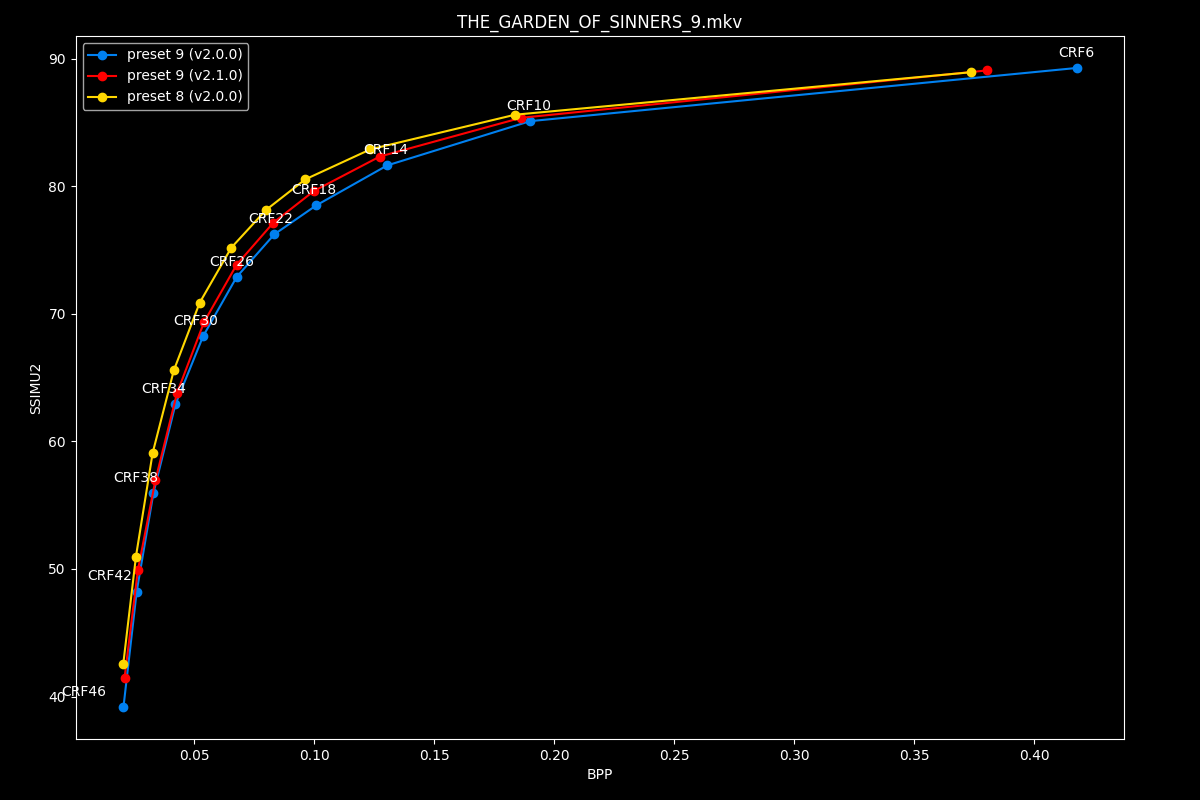 THE_GARDEN_OF_SINNERS_9.mkv
preset 9 (v2.0.0)
preset 9 (v2.1.0)
preset 8 (v2.0.0)
CRF6
CRF10
CRF14
CRF18
CRF22
CRF26
CRF30
CRF34
CRF38
CRF42
CRF46
90
80
70
60
50
40
SSIMU2
0.05 0.10 0.15 0.20 0.25 0.30 0.35 0.40
BPP